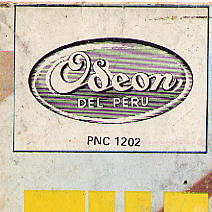 Odeon
DEL PERU
PNC 1202